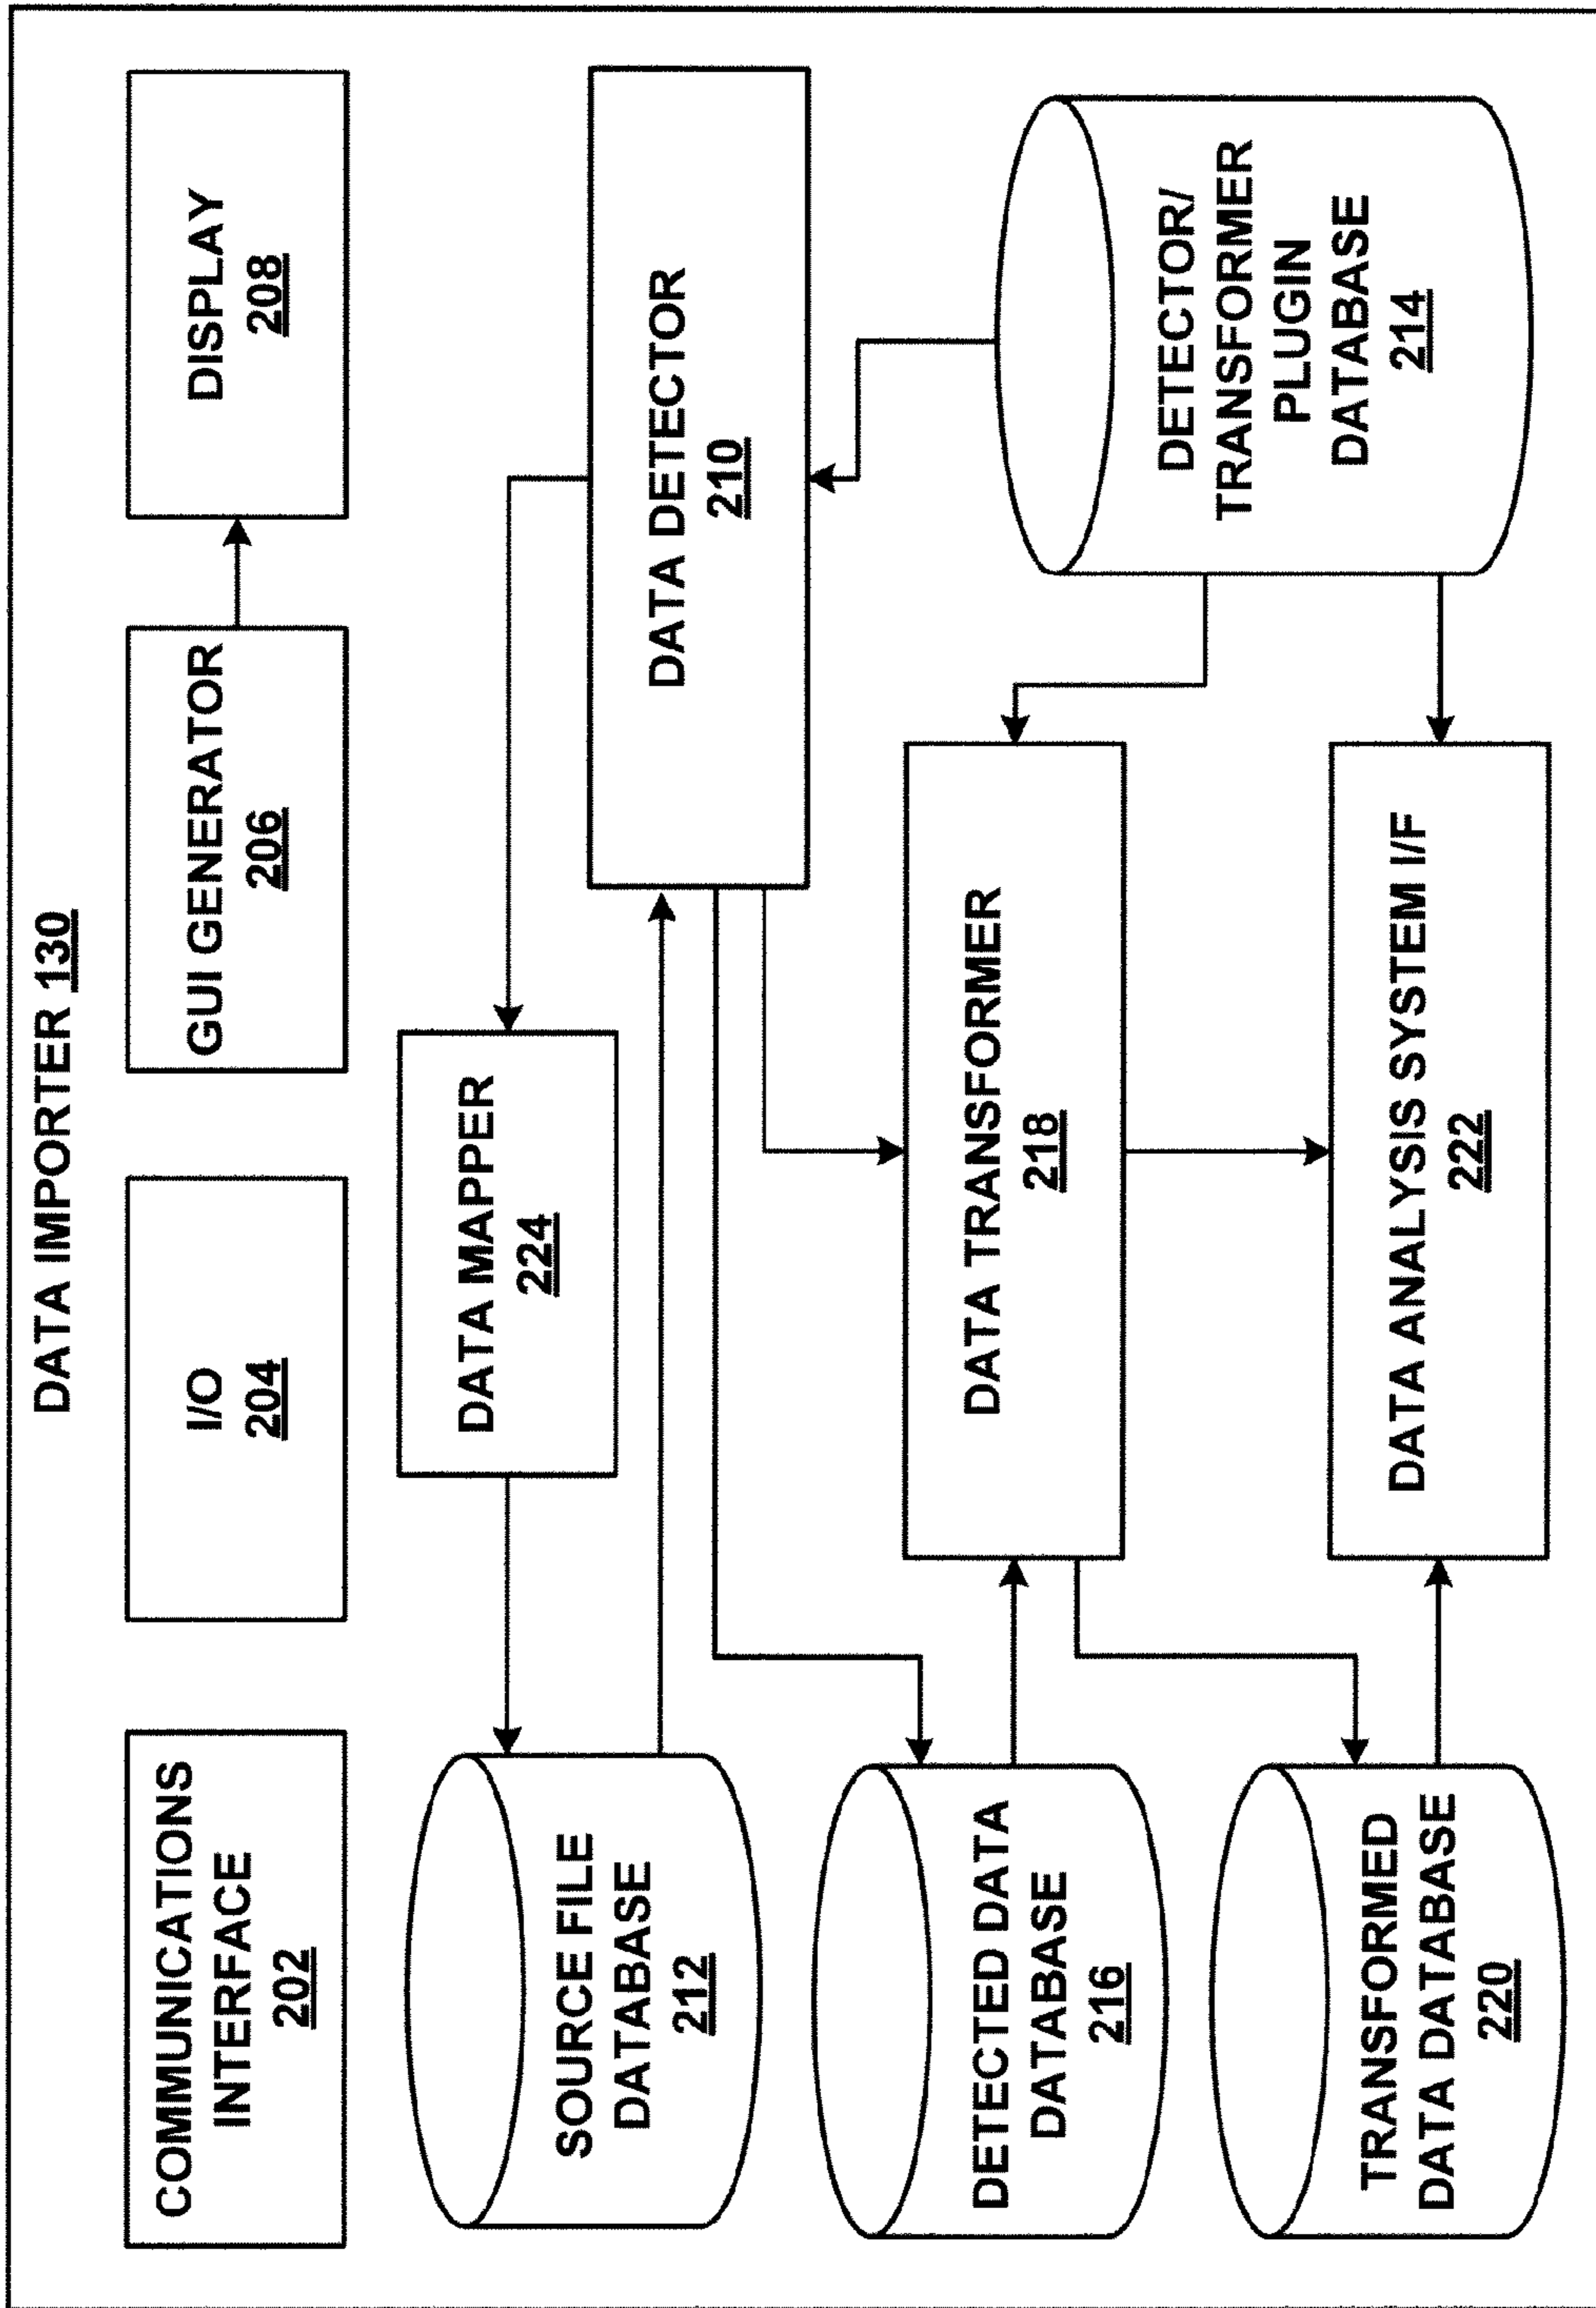 DATA IMPORTER 130
COMMUNICATIONS
INTERFACE
202
I/O
204
GUI GENERATOR
206
DISPLAY
208
DATA MAPPER
224
SOURCE FILE
DATABASE
212
DATA DETECTOR
210
DETECTED DATA
DATABASE
216
DATA TRANSFORMER
218
DETECTOR/
TRANSFORMER
PLUGIN
DATABASE
214
TRANSFORMED
DATA DATABASE
220
DATA ANALYSIS SYSTEM I/F
222